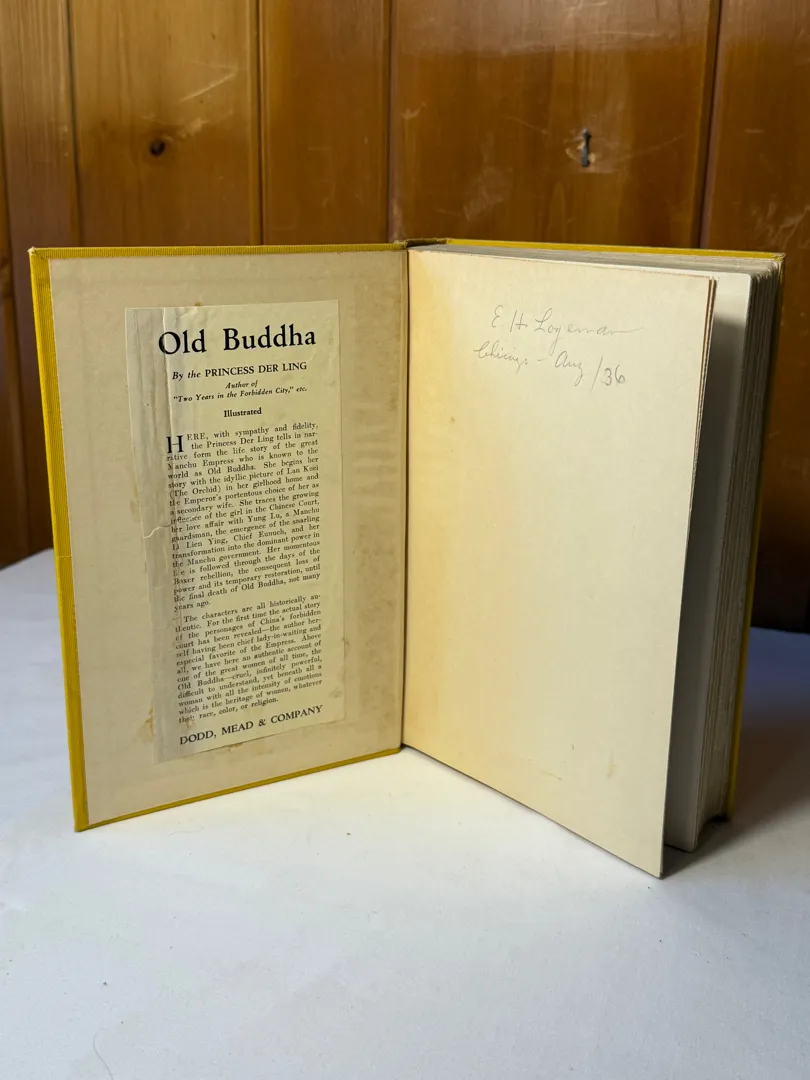 Old Buddha
By the PRINCESS DER LING
Author of
"Two Years in the Forbidden City," etc.
Illustrated
HERE, with sympathy and fidelity,
the Princess Der Ling tells in nar-
rative form the life story of the great
Manchu Empress who is known to the
world as Old Buddha. She begins her
story with the idyllic picture of Lan Kuei
(The Orchid) in her girlhood home and
the Emperor's portentous choice of her as
a secondary wife. She traces the growing
influence of the girl in the Chinese Court,
her love affair with Yung Lu, a Manchu
guardsman, the emergence of the snarling
Li Lien Ying, Chief Eunuch, and her
transformation into the dominant power in
the Manchu government. Her momentous
life is followed through the days of the
Boxer rebellion, the consequent loss of
power and its temporary restoration, until
the final death of Old Buddha, not many
years ago.
The characters are all historically au-
thentic. For the first time the actual story
of the personages of China's forbidden
court has been revealed—the author her-
self having been chief lady-in-waiting and
especial favorite of the Empress. Above
all, we have here an authentic account of
one of the great women of all time, the
Old Buddha—cruel, infinitely powerful,
difficult to understand, yet beneath all a
woman with all the intensity of emotions
which is the heritage of woman, whatever
their race, color, or religion.
DODD, MEAD & COMPANY
E. H. Logeman
Chicago - Aug /36